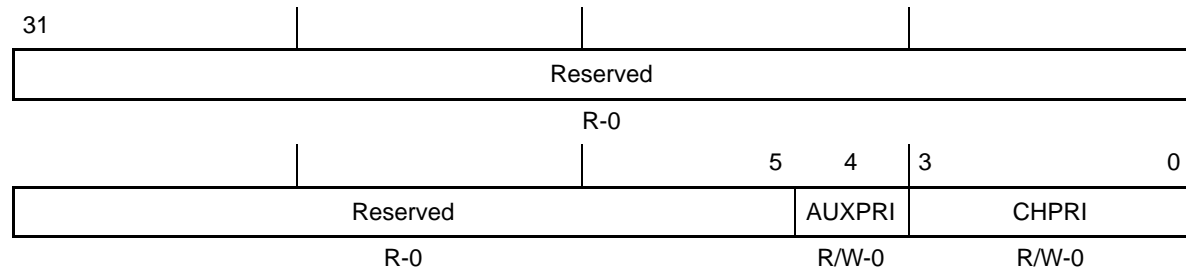 31
Reserved
R-0
5 4 3 0
Reserved AUXPRI CHPRI
R-0 R/W-0 R/W-0